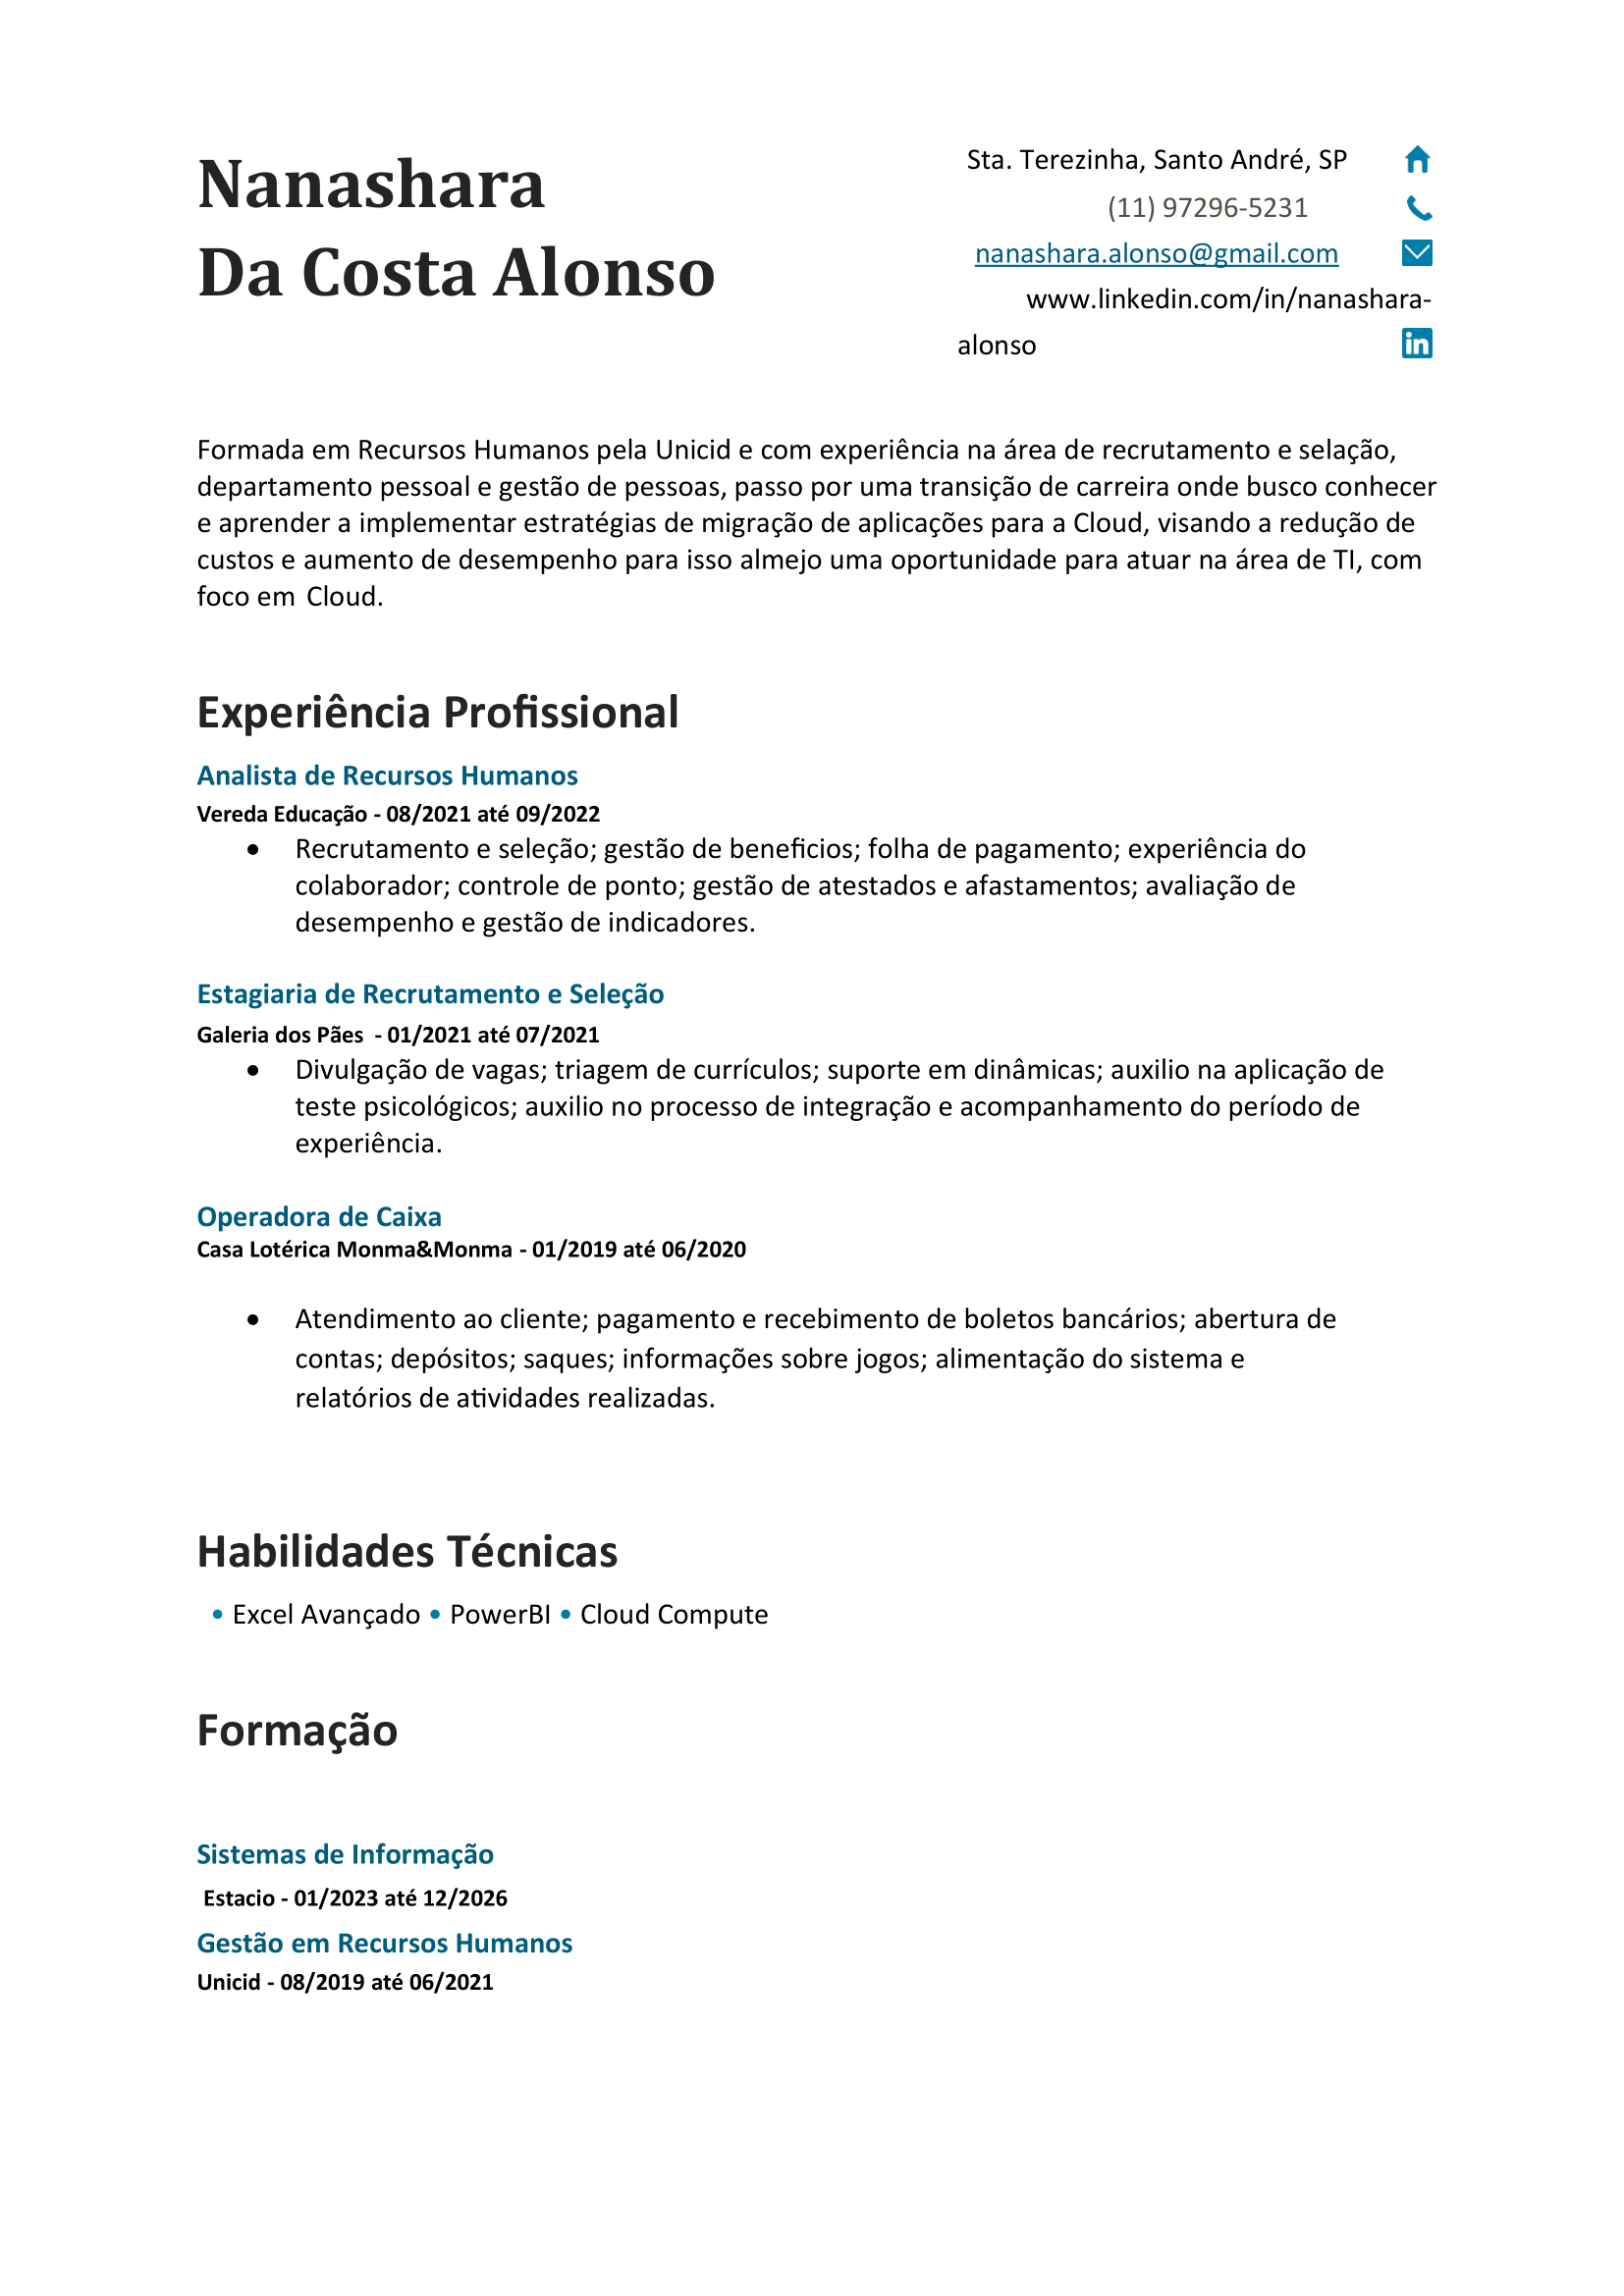 Nanashara
Da Costa Alonso
Sta. Terezinha, Santo André, SP
(11) 97296-5231
nanashara.alonso@gmail.com
www.linkedin.com/in/nanashara-
alonso
in
Formada em Recursos Humanos pela Unicid e com experiência na área de recrutamento e selação,
departamento pessoal e gestão de pessoas, passo por uma transição de carreira onde busco conhecer
e aprender a implementar estratégias de migração de aplicações para a Cloud, visando a redução de
custos e aumento de desempenho para isso almejo uma oportunidade para atuar na área de TI, com
foco em Cloud.
Experiência Profissional
Analista de Recursos Humanos
Vereda Educação - 08/2021 até 09/2022
• Recrutamento e seleção; gestão de beneficios; folha de pagamento; experiência do
colaborador; controle de ponto; gestão de atestados e afastamentos; avaliação de
desempenho e gestão de indicadores.
Estagiaria de Recrutamento e Seleção
Galeria dos Pães - 01/2021 até 07/2021
• Divulgação de vagas; triagem de currículos; suporte em dinâmicas; auxilio na aplicação de
teste psicológicos; auxilio no processo de integração e acompanhamento do período de
experiência.
Operadora de Caixa
Casa Lotérica Monma&Monma - 01/2019 até 06/2020
• Atendimento ao cliente; pagamento e recebimento de boletos bancários; abertura de
contas; depósitos; saques; informações sobre jogos; alimentação do sistema e
relatórios de atividades realizadas.
Habilidades Técnicas
• Excel Avançado • PowerBI • Cloud Compute
Formação
Sistemas de Informação
Estacio - 01/2023 até 12/2026
Gestão em Recursos Humanos
Unicid - 08/2019 até 06/2021